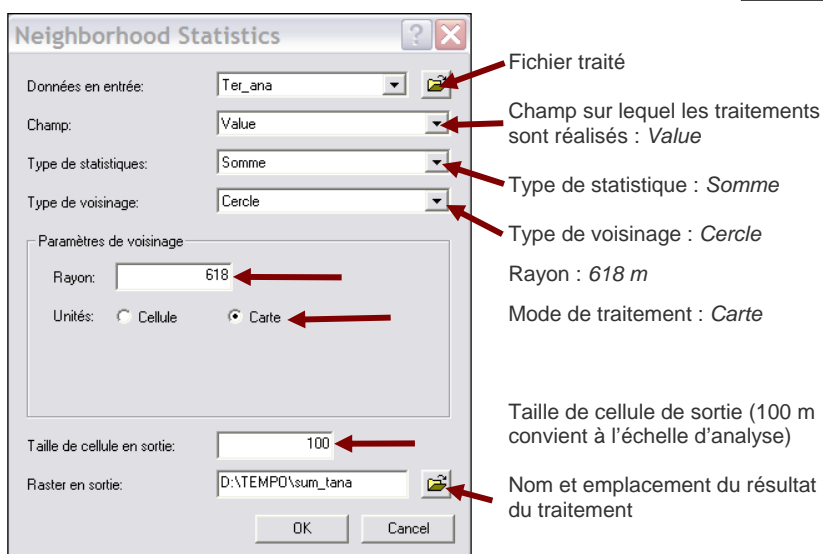 Neighborhood Statistics
Données en entrée: Ter_ana
Champ: Value
Type de statistiques: Somme
Type de voisinage: Cercle
Paramètres de voisinage
Rayon: 618
Unités: Cellule Carte
Taille de cellule en sortie: 100
Raster en sortie: D:\TEMPO\sum_tana
OK Cancel
Fichier traité
Champ sur lequel les traitements
sont réalisés : Value
Type de statistique : Somme
Type de voisinage : Cercle
Rayon : 618 m
Mode de traitement : Carte
Taille de cellule de sortie (100 m
convient à l'échelle d'analyse)
Nom et emplacement du résultat
du traitement